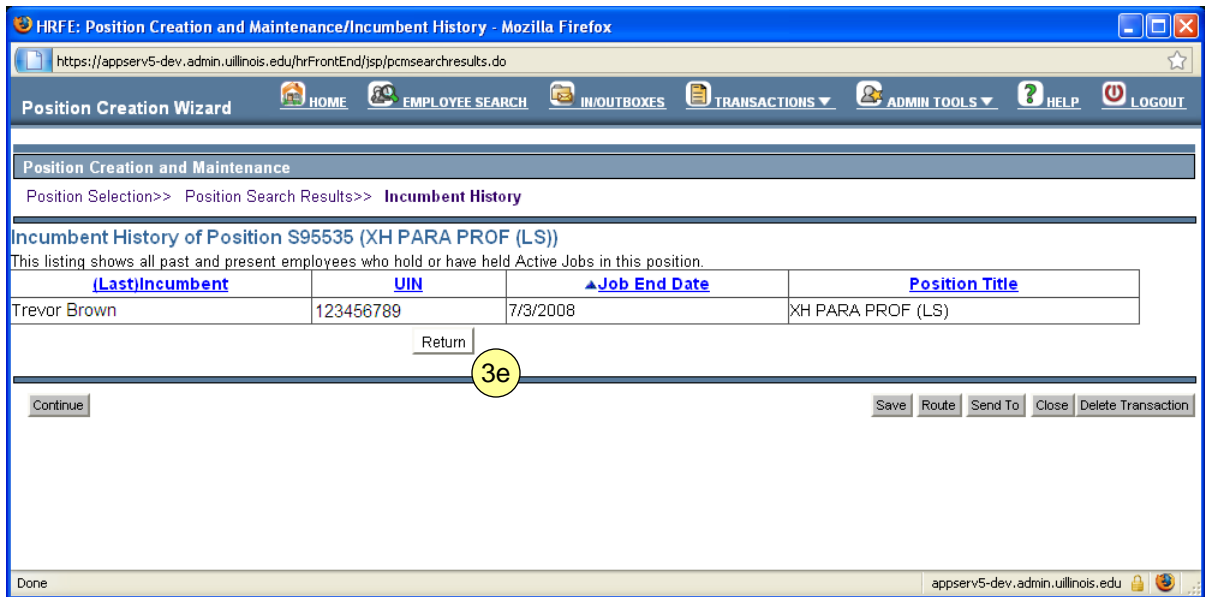 HRFE: Position Creation and Maintenance/Incumbent History - Mozilla Firefox
https://appserv5-dev.admin.uillinois.edu/hrFrontEnd/jsp/pcmsearchresults.do
Position Creation Wizard HOME EMPLOYEE SEARCH IN/OUTBOXES TRANSACTIONS ▼ ADMIN TOOLS ▼ ? HELP LOGOUT
Position Creation and Maintenance
Position Selection>> Position Search Results>> Incumbent History
Incumbent History of Position S95535 (XH PARA PROF (LS))
This listing shows all past and present employees who hold or have held Active Jobs in this position.
(Last)Incumbent UIN ▲Job End Date Position Title
Trevor Brown 123456789 7/3/2008 XH PARA PROF (LS)
Return
3e
Continue Save Route Send To Close Delete Transaction
Done appserv5-dev.admin.uillinois.edu